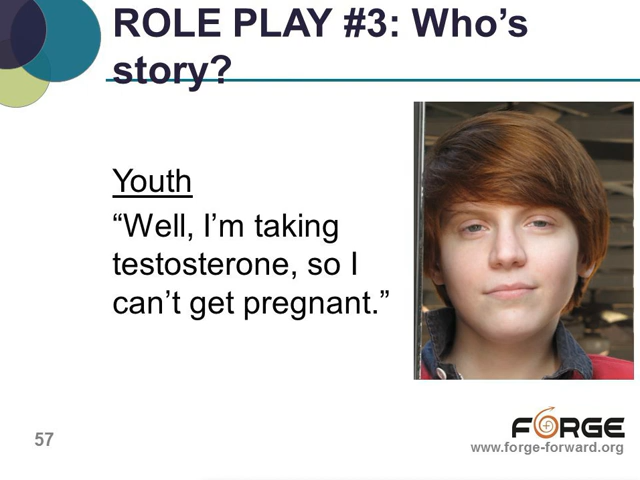 ROLE PLAY #3: Who’s
story?
Youth
“Well, I’m taking
testosterone, so I
can’t get pregnant.”
57
FORGE
www.forge-forward.org